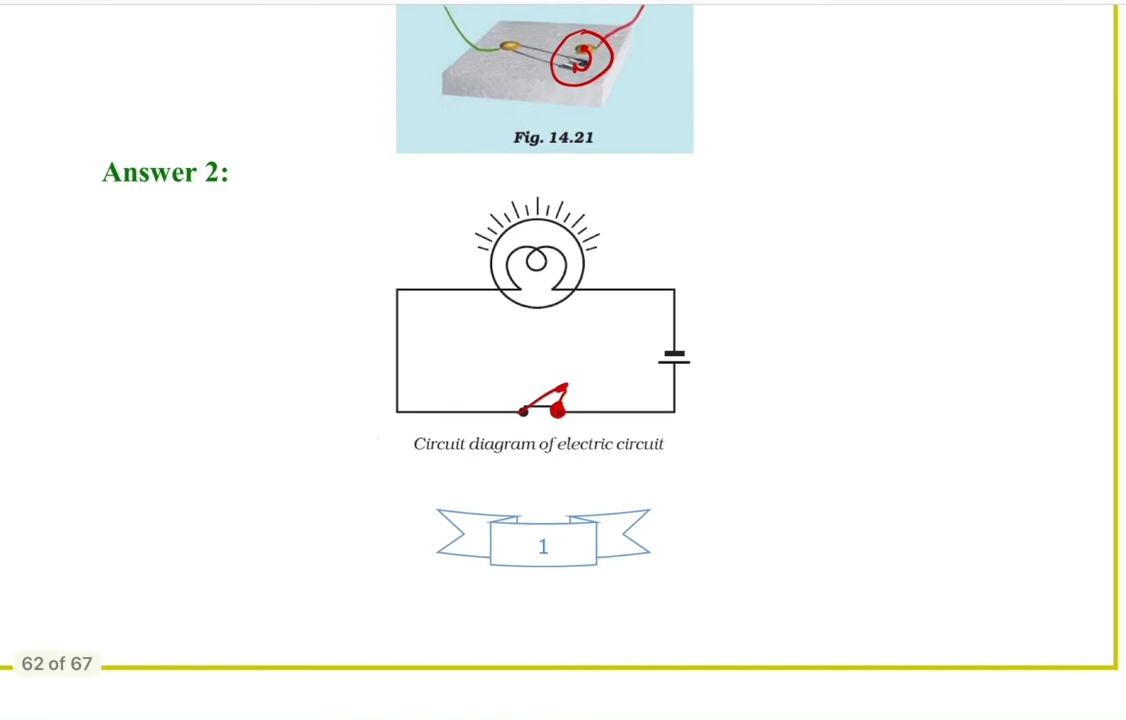 Fig. 14.21
Answer 2:
Circuit diagram of electric circuit
1
62 of 67